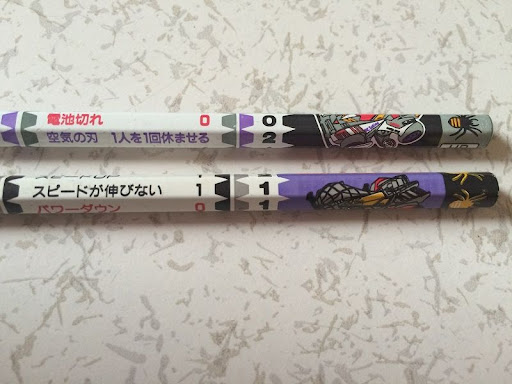 電池切れ 0 0
空気の刃 1人を1回休ませる 2
スピードが伸びない 1 1
パワーダウン 0 1